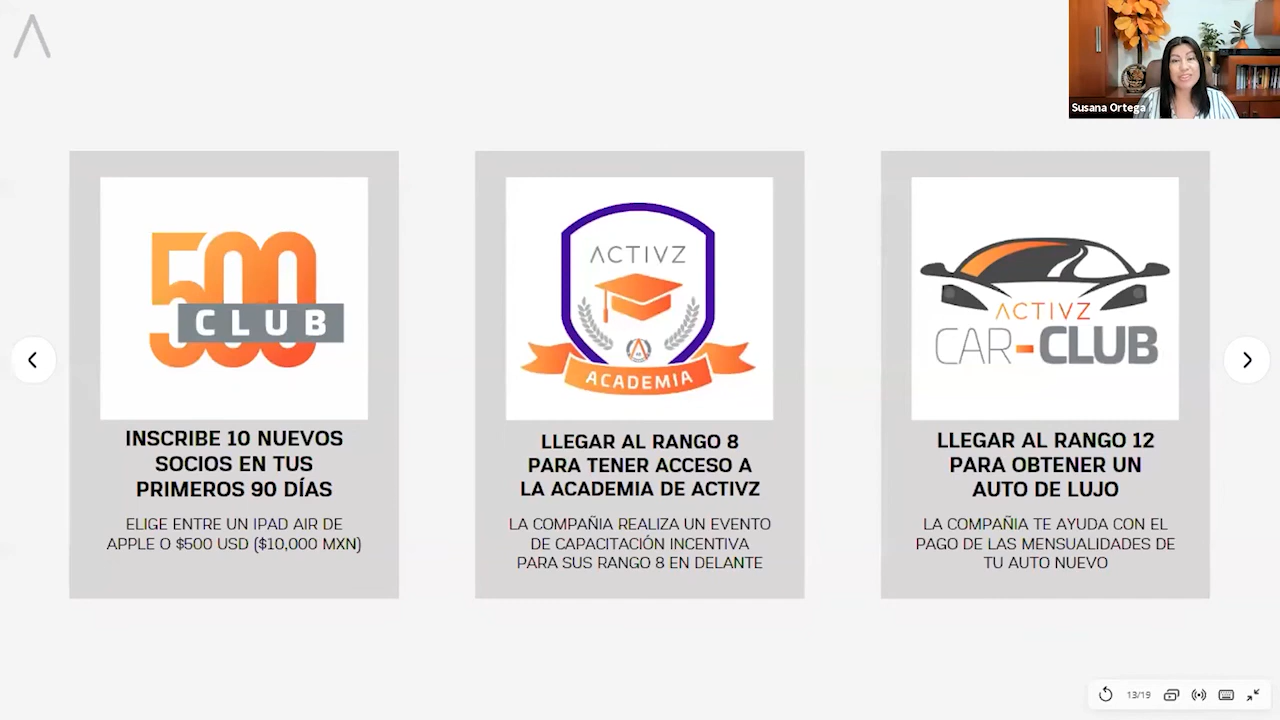 Susana Ortega
500
CLUB
INSCRIBE 10 NUEVOS
SOCIOS EN TUS
PRIMEROS 90 DÍAS
ELIGE ENTRE UN IPAD AIR DE
APPLE O $500 USD ($10,000 MXN)
ACTIVZ
ACADEMIA
LLEGAR AL RANGO 8
PARA TENER ACCESO A
LA ACADEMIA DE ACTIVZ
LA COMPAÑIA REALIZA UN EVENTO
DE CAPACITACIÓN INCENTIVA
PARA SUS RANGO 8 EN DELANTE
ACTIVZ
CAR-CLUB
LLEGAR AL RANGO 12
PARA OBTENER UN
AUTO DE LUJO
LA COMPAÑIA TE AYUDA CON EL
PAGO DE LAS MENSUALIDADES DE
TU AUTO NUEVO
13/19